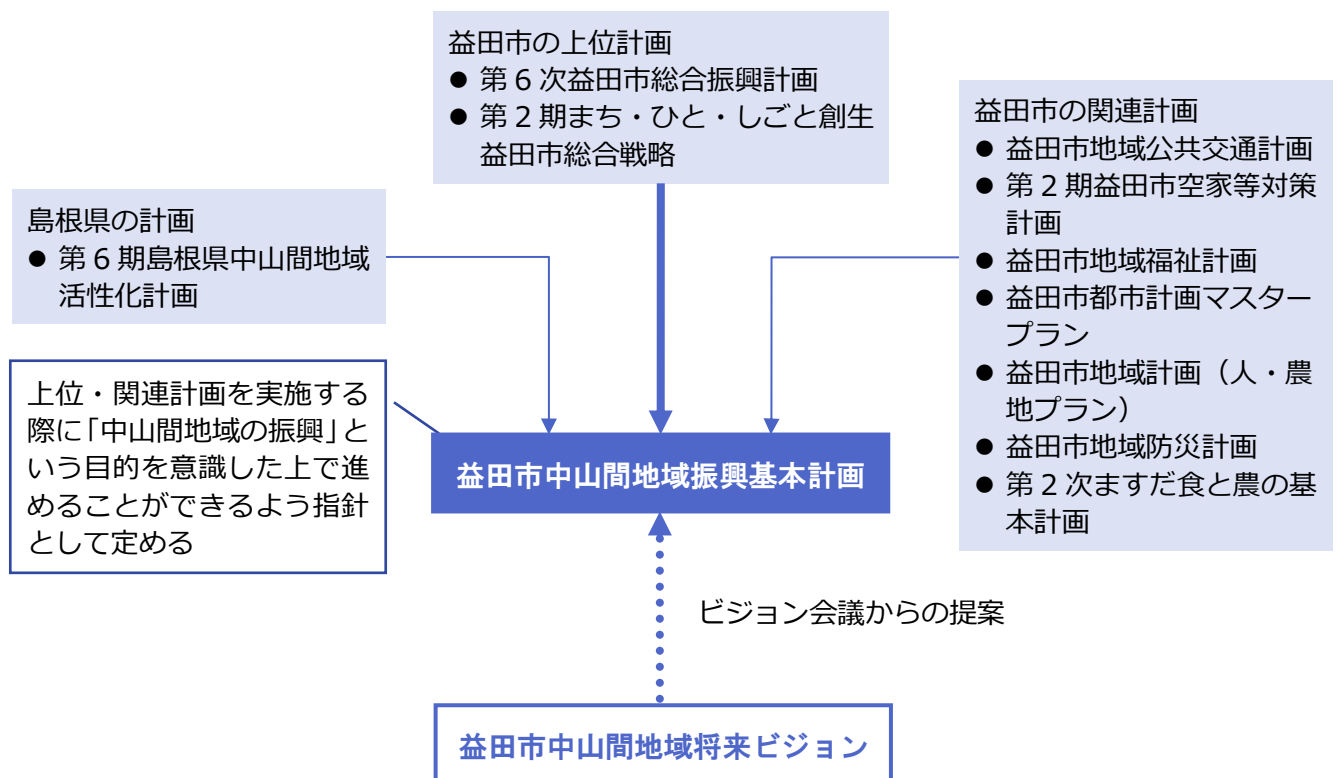 益田市の上位計画
● 第6次益田市総合振興計画
● 第2期まち・ひと・しごと創生
益田市総合戦略
島根県の計画
● 第6期島根県中山間地域
活性化計画
益田市の関連計画
● 益田市地域公共交通計画
● 第2期益田市空家等対策
計画
● 益田市地域福祉計画
● 益田市都市計画マスター
プラン
● 益田市地域計画（人・農
地プラン）
● 益田市地域防災計画
● 第2次ますだ食と農の基
本計画
上位・関連計画を実施する
際に「中山間地域の振興」と
いう目的を意識した上で進
めることができるよう指針
として定める
益田市中山間地域振興基本計画
ビジョン会議からの提案
益田市中山間地域将来ビジョン